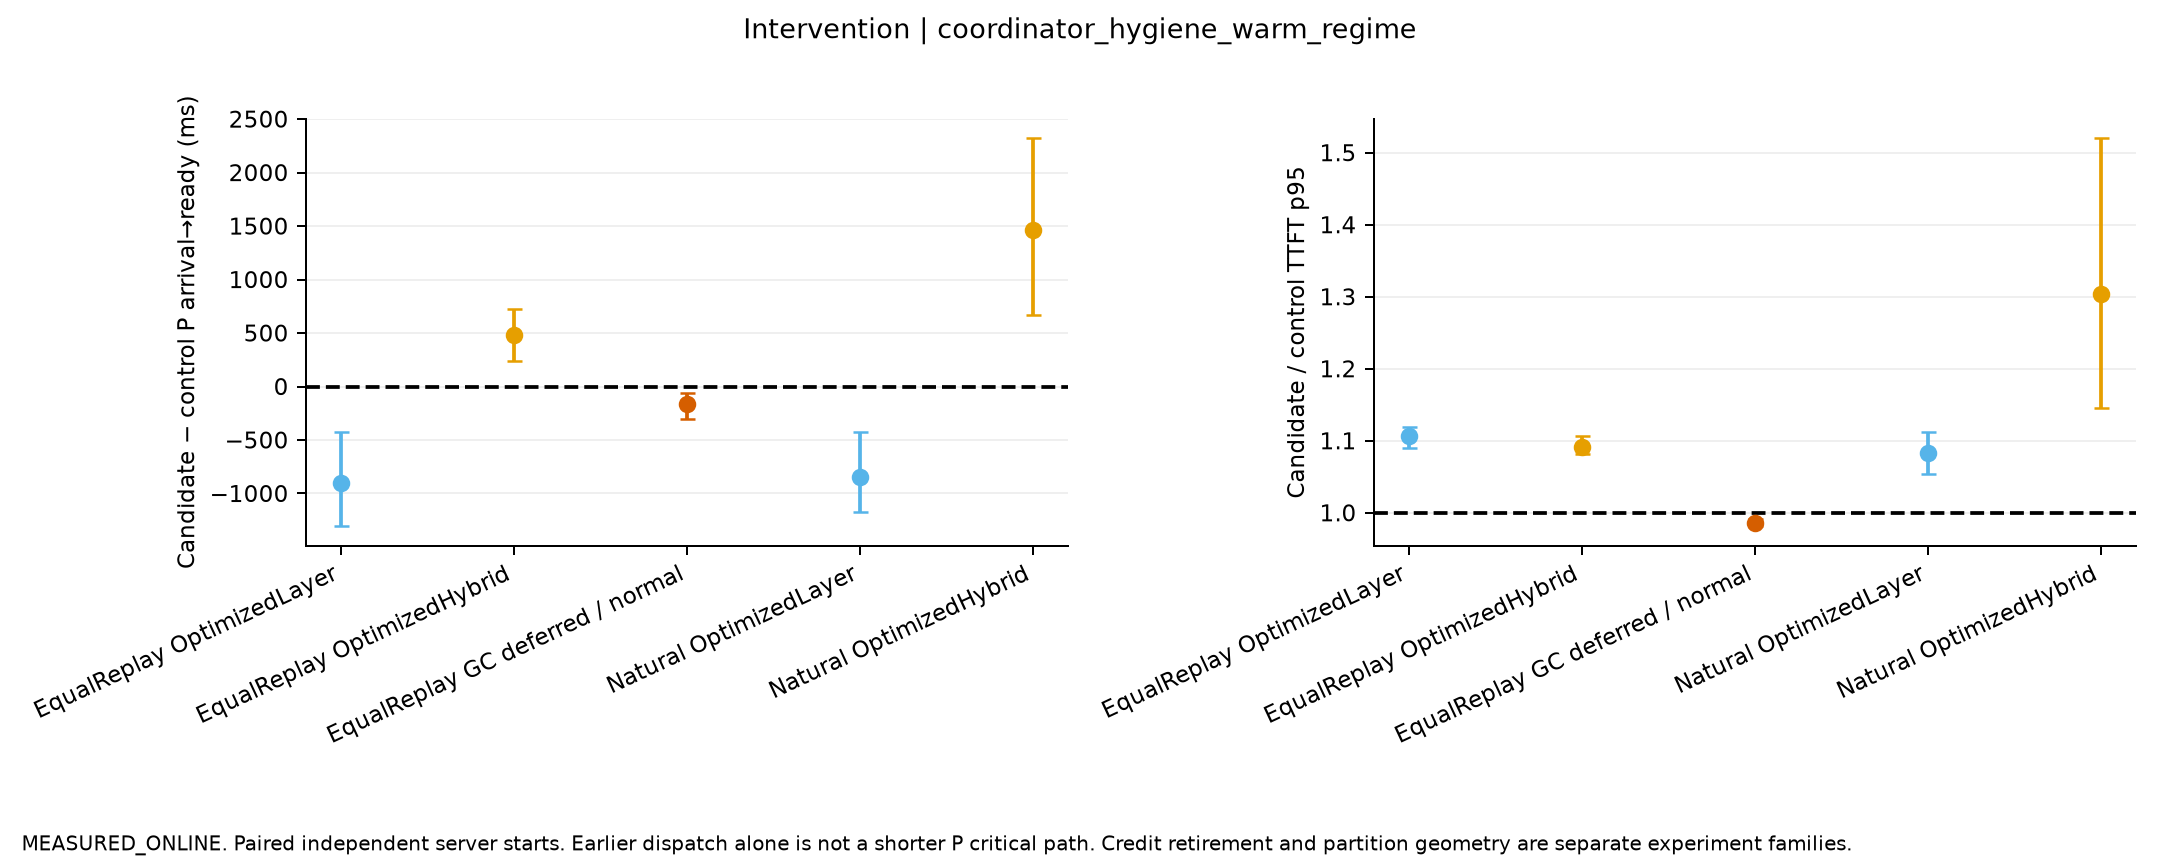 Intervention | coordinator_hygiene_warm_regime
Candidate − control P arrival→ready (ms)
2500
2000
1500
1000
500
0
−500
−1000
EqualReplay OptimizedLayer
EqualReplay OptimizedHybrid
EqualReplay GC deferred / normal
Natural OptimizedLayer
Natural OptimizedHybrid
Candidate / control TTFT p95
1.5
1.4
1.3
1.2
1.1
1.0
EqualReplay OptimizedLayer
EqualReplay OptimizedHybrid
EqualReplay GC deferred / normal
Natural OptimizedLayer
Natural OptimizedHybrid
MEASURED_ONLINE. Paired independent server starts. Earlier dispatch alone is not a shorter P critical path. Credit retirement and partition geometry are separate experiment families.